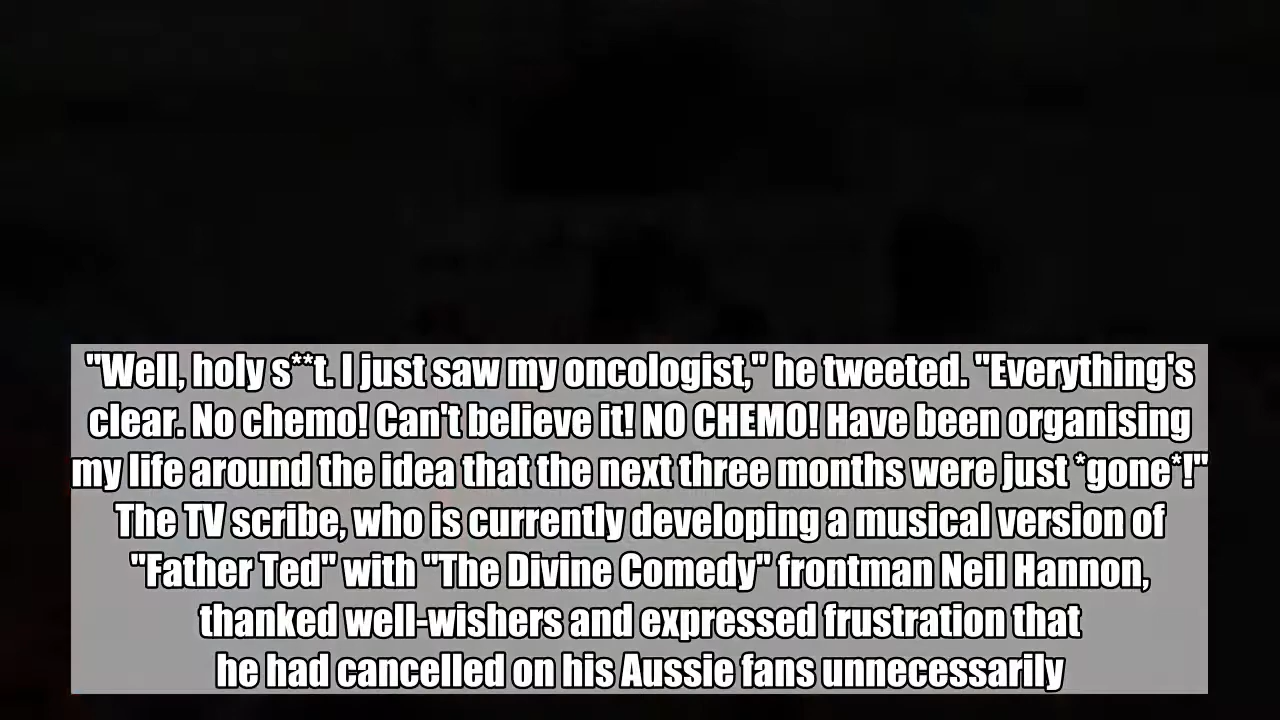 "Well, holy s**t. I just saw my oncologist," he tweeted. "Everything's
clear. No chemo! Can't believe it! NO CHEMO! Have been organising
my life around the idea that the next three months were just *gone*!"
The TV scribe, who is currently developing a musical version of
"Father Ted" with "The Divine Comedy" frontman Neil Hannon,
thanked well-wishers and expressed frustration that
he had cancelled on his Aussie fans unnecessarily